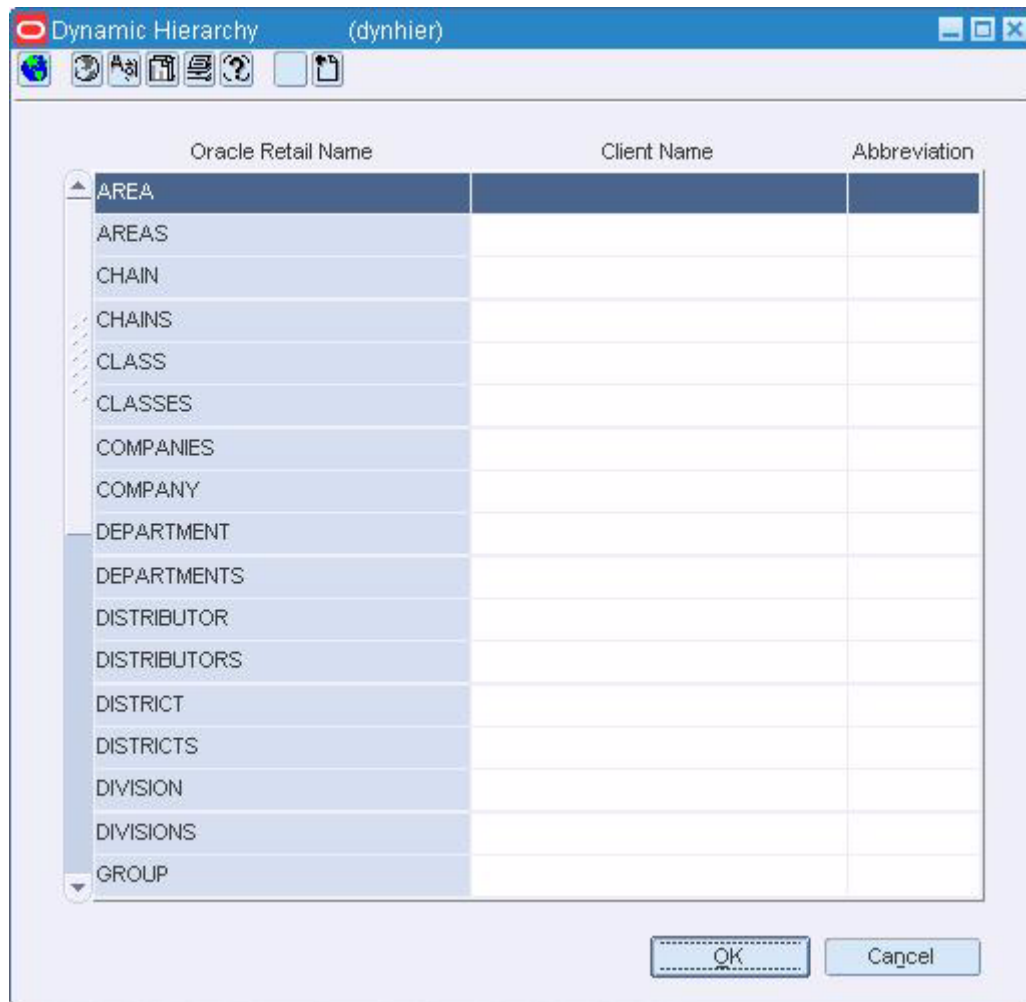 Dynamic Hierarchy (dynhier)
Oracle Retail Name Client Name Abbreviation
AREA
AREAS
CHAIN
CHAINS
CLASS
CLASSES
COMPANIES
COMPANY
DEPARTMENT
DEPARTMENTS
DISTRIBUTOR
DISTRIBUTORS
DISTRICT
DISTRICTS
DIVISION
DIVISIONS
GROUP
OK Cancel